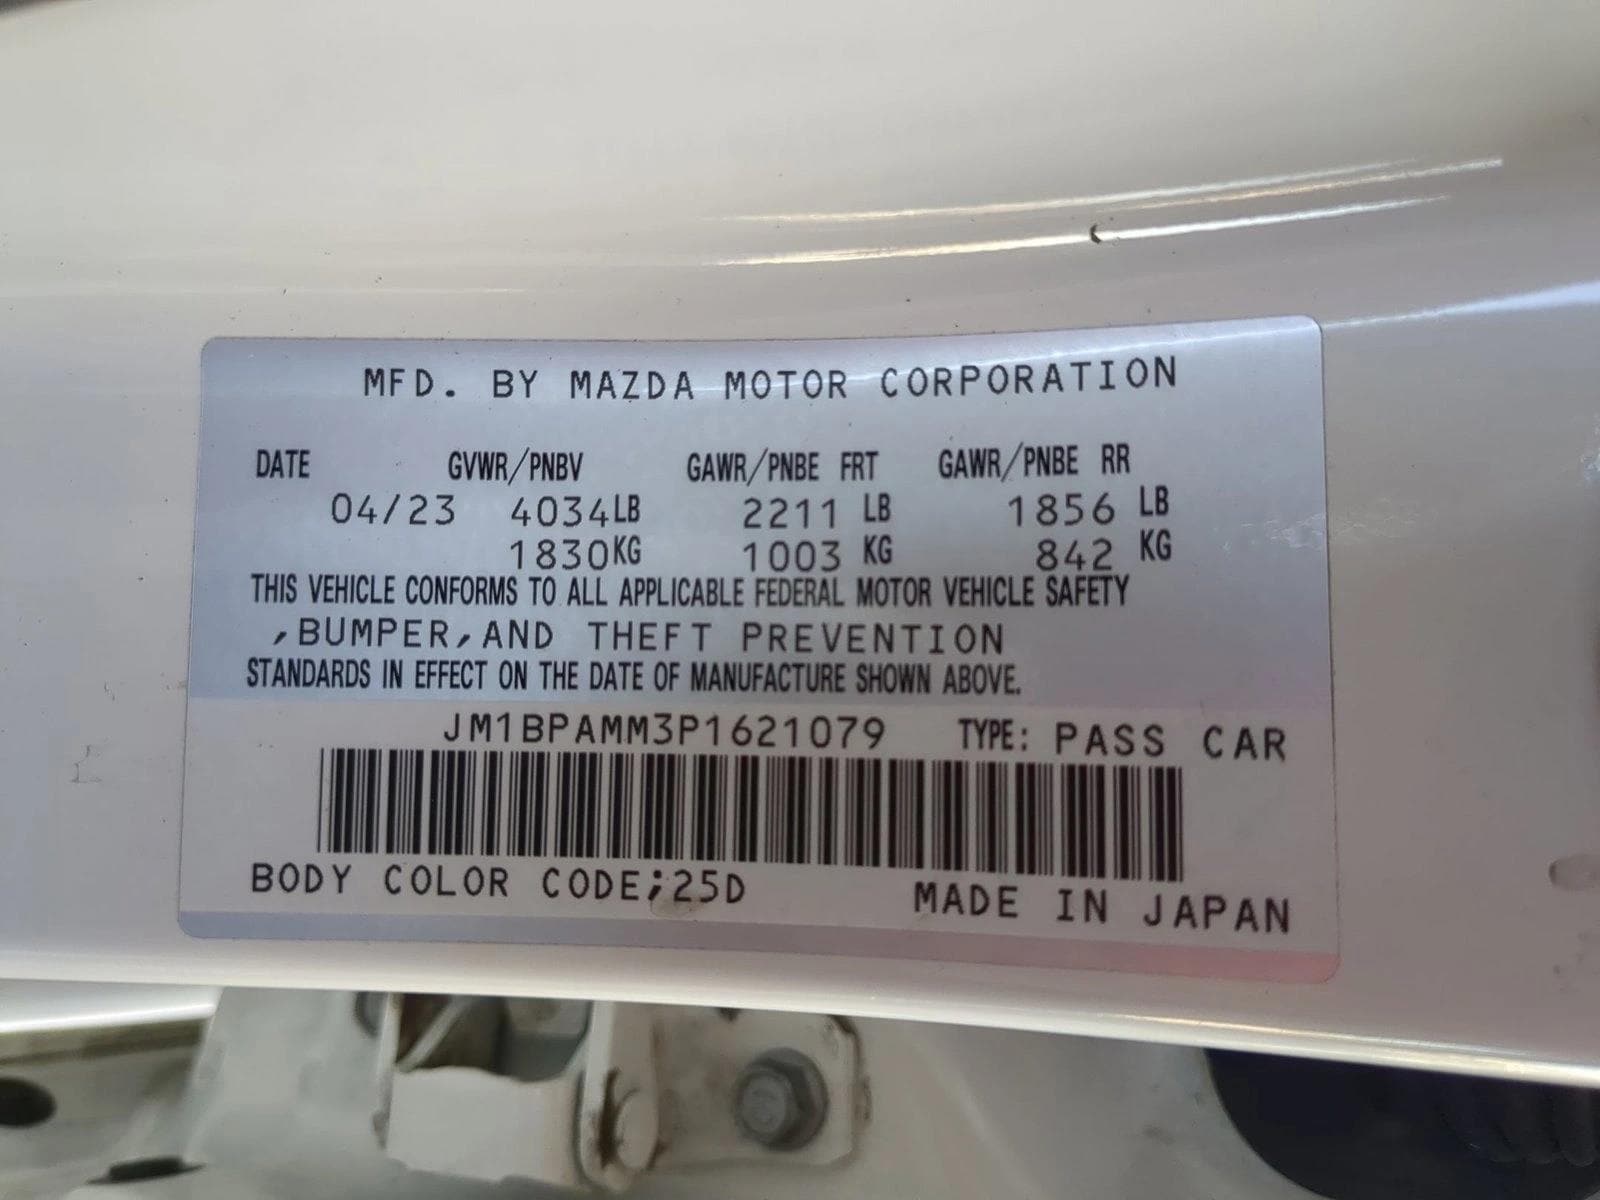 MFD. BY MAZDA MOTOR CORPORATION
DATE GVWR/PNBV GAWR/PNBE FRT GAWR/PNBE RR
04/23 4034LB 2211 LB 1856 LB
1830KG 1003 KG 842 KG
THIS VEHICLE CONFORMS TO ALL APPLICABLE FEDERAL MOTOR VEHICLE SAFETY
,BUMPER,AND THEFT PREVENTION
STANDARDS IN EFFECT ON THE DATE OF MANUFACTURE SHOWN ABOVE.
JM1BPAMM3P1621079 TYPE: PASS CAR
BODY COLOR CODE;25D MADE IN JAPAN